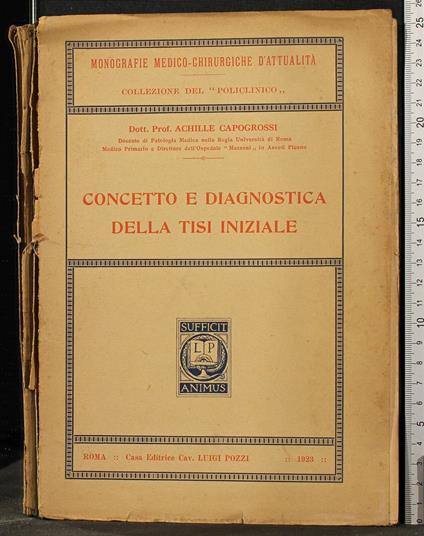 MONOGRAFIE MEDICO-CHIRURGICHE D'ATTUALITÀ
COLLEZIONE DEL "POLICLINICO„
Dott. Prof. ACHILLE CAPOGROSSI
Docente di Patologia Medica nella Regia Università di Roma
Medico Primario e Direttore dell'Ospedale "Mazzoni„ in Ascoli Piceno
CONCETTO E DIAGNOSTICA
DELLA TISI INIZIALE
SUFFICIT
L P
ANIMUS
ROMA :: Casa Editrice Cav. LUIGI POZZI :: 1923 ::